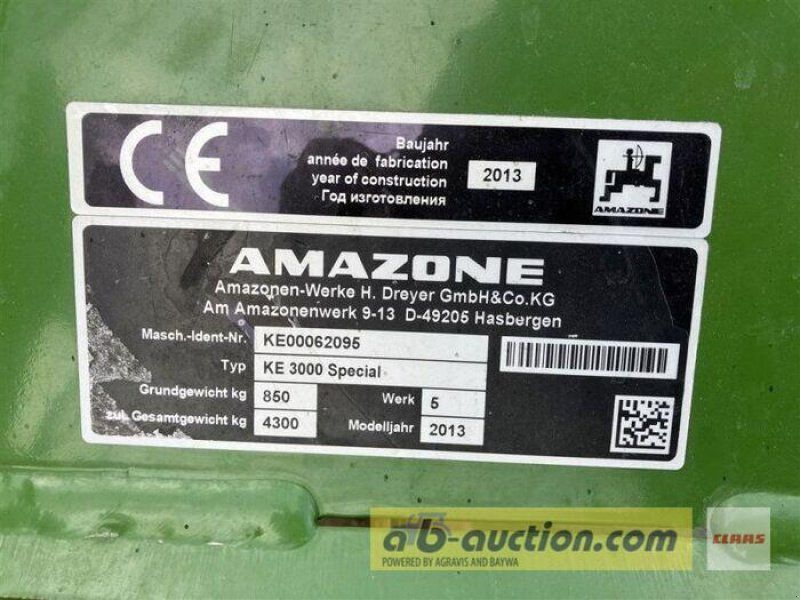 CE
Baujahr
année de fabrication
year of construction
Год изготовления
2013
AMAZONE
AMAZONE
Amazonen-Werke H. Dreyer GmbH&Co.KG
Am Amazonenwerk 9-13 D-49205 Hasbergen
Masch.-Ident-Nr. KE00062095
Typ KE 3000 Special
Grundgewicht kg 850 Werk 5
zul. Gesamtgewicht kg 4300 Modelljahr 2013
ab-auction.com
POWERED BY AGRAVIS AND BAYWA
CLAAS